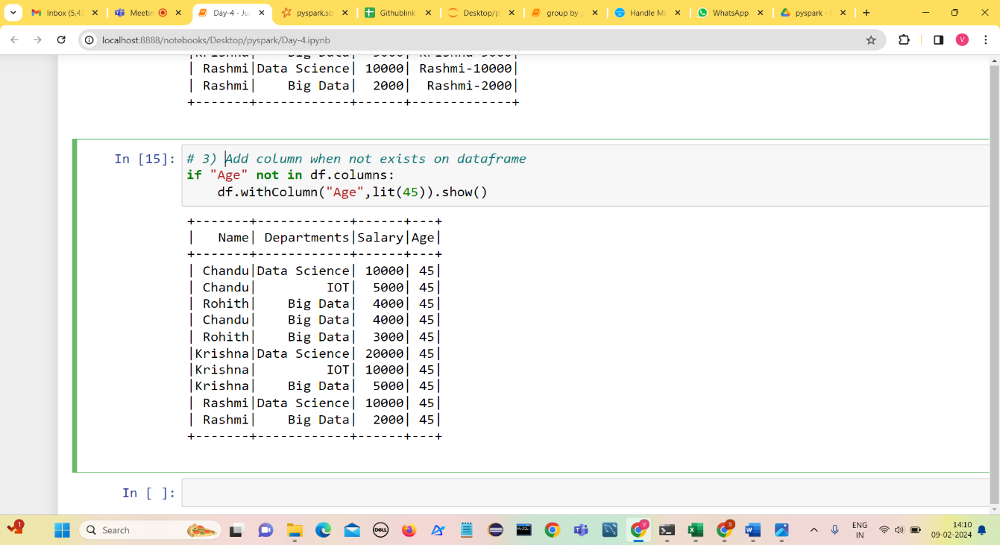 Inbox (5,43
Meetin
Day-4 - Ju
pyspark.sq
Githublink
Desktop/p
group by
Handle Mi
WhatsApp
pyspark -
localhost:8888/notebooks/Desktop/pyspark/Day-4.ipynb
V
|Krishna| Big Data| 5000| Krishna-5000|
| Rashmi|Data Science| 10000| Rashmi-10000|
| Rashmi| Big Data| 2000| Rashmi-2000|
+-------+------------+------+-------------+
In [15]: # 3) Add column when not exists on dataframe
if "Age" not in df.columns:
df.withColumn("Age",lit(45)).show()
+-------+------------+------+---+
| Name| Departments|Salary|Age|
+-------+------------+------+---+
| Chandu|Data Science| 10000| 45|
| Chandu| IOT| 5000| 45|
| Rohith| Big Data| 4000| 45|
| Chandu| Big Data| 4000| 45|
| Rohith| Big Data| 3000| 45|
|Krishna|Data Science| 20000| 45|
|Krishna| IOT| 10000| 45|
|Krishna| Big Data| 5000| 45|
| Rashmi|Data Science| 10000| 45|
| Rashmi| Big Data| 2000| 45|
+-------+------------+------+---+
In [ ]:
1
Search
DELL
V
S
ENG
IN
14:10
09-02-2024